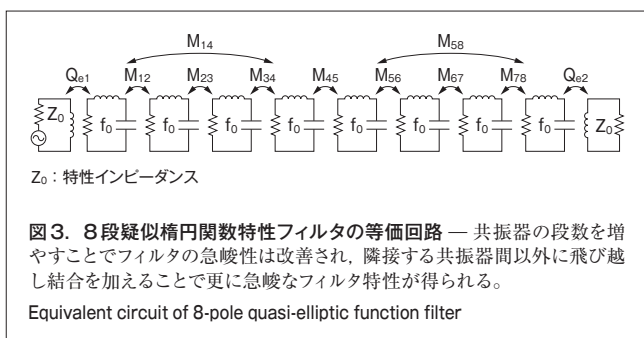 M₁₄ M₅₈
Qₑ₁ M₁₂ M₂₃ M₃₄ M₄₅ M₅₆ M₆₇ M₇₈ Qₑ₂
Z₀ f₀ f₀ f₀ f₀ f₀ f₀ f₀ f₀ Z₀
Z₀：特性インピーダンス
図3．8段疑似楕円関数特性フィルタの等価回路 — 共振器の段数を増
やすことでフィルタの急峻性は改善され，隣接する共振器間以外に飛び越
し結合を加えることで更に急峻なフィルタ特性が得られる。
Equivalent circuit of 8-pole quasi-elliptic function filter